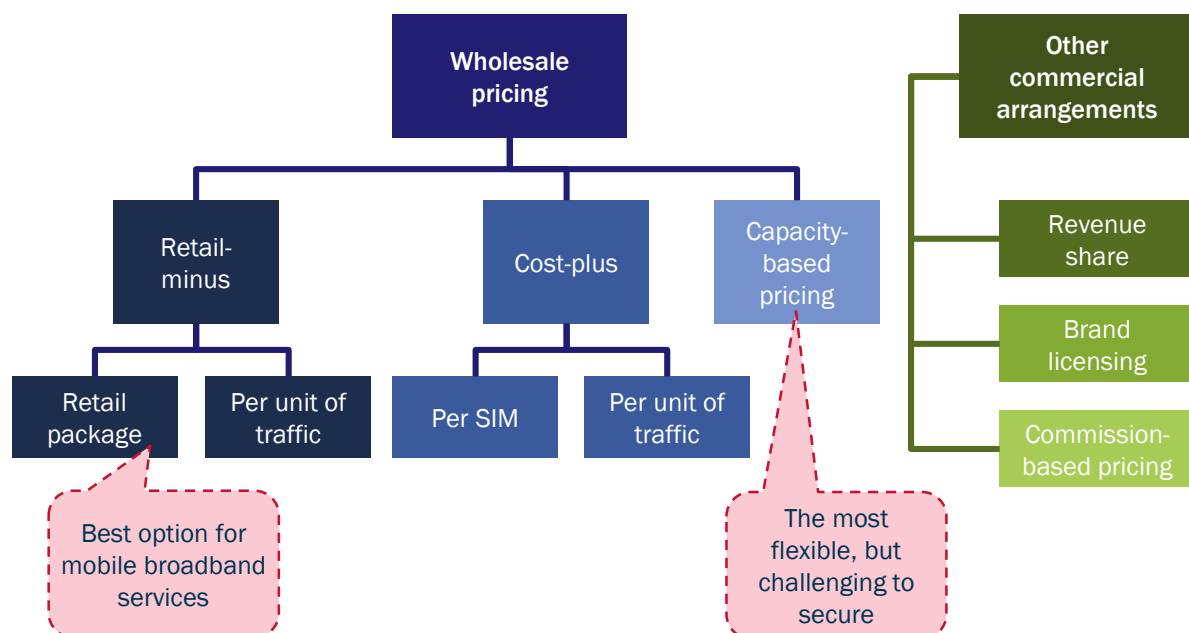 Wholesale
pricing
Other
commercial
arrangements
Retail-
minus
Cost-plus
Capacity-
based
pricing
Revenue
share
Brand
licensing
Commission-
based pricing
Retail
package
Per unit of
traffic
Per SIM
Per unit of
traffic
Best option for
mobile broadband
services
The most
flexible, but
challenging to
secure